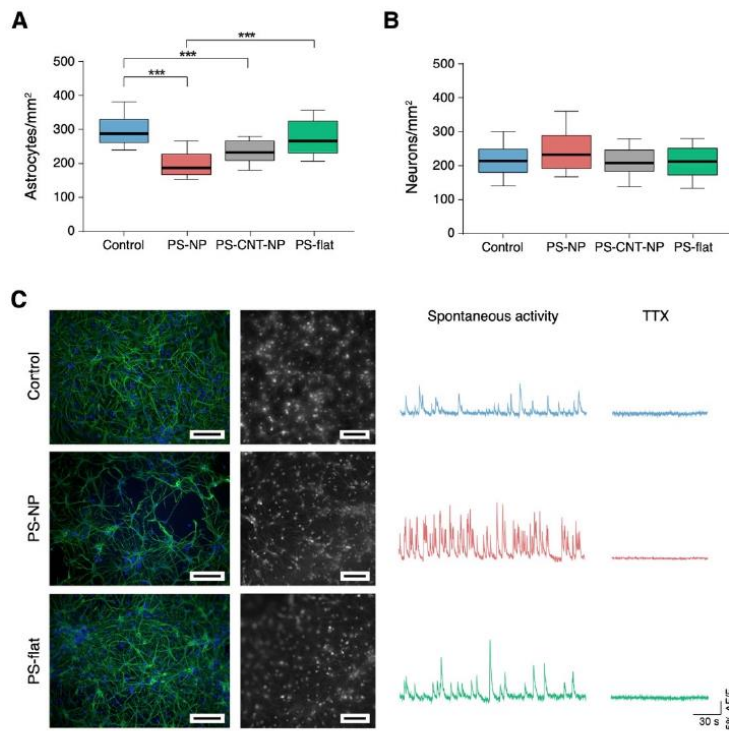 A
Astrocytes/mm²
500
400
300
200
100
0
***
***
***
Control
PS-NP
PS-CNT-NP
PS-flat
B
Neurons/mm²
500
400
300
200
100
0
Control
PS-NP
PS-CNT-NP
PS-flat
C
Spontaneous activity
TTX
Control
PS-NP
PS-flat
30 s
5% ΔF/F